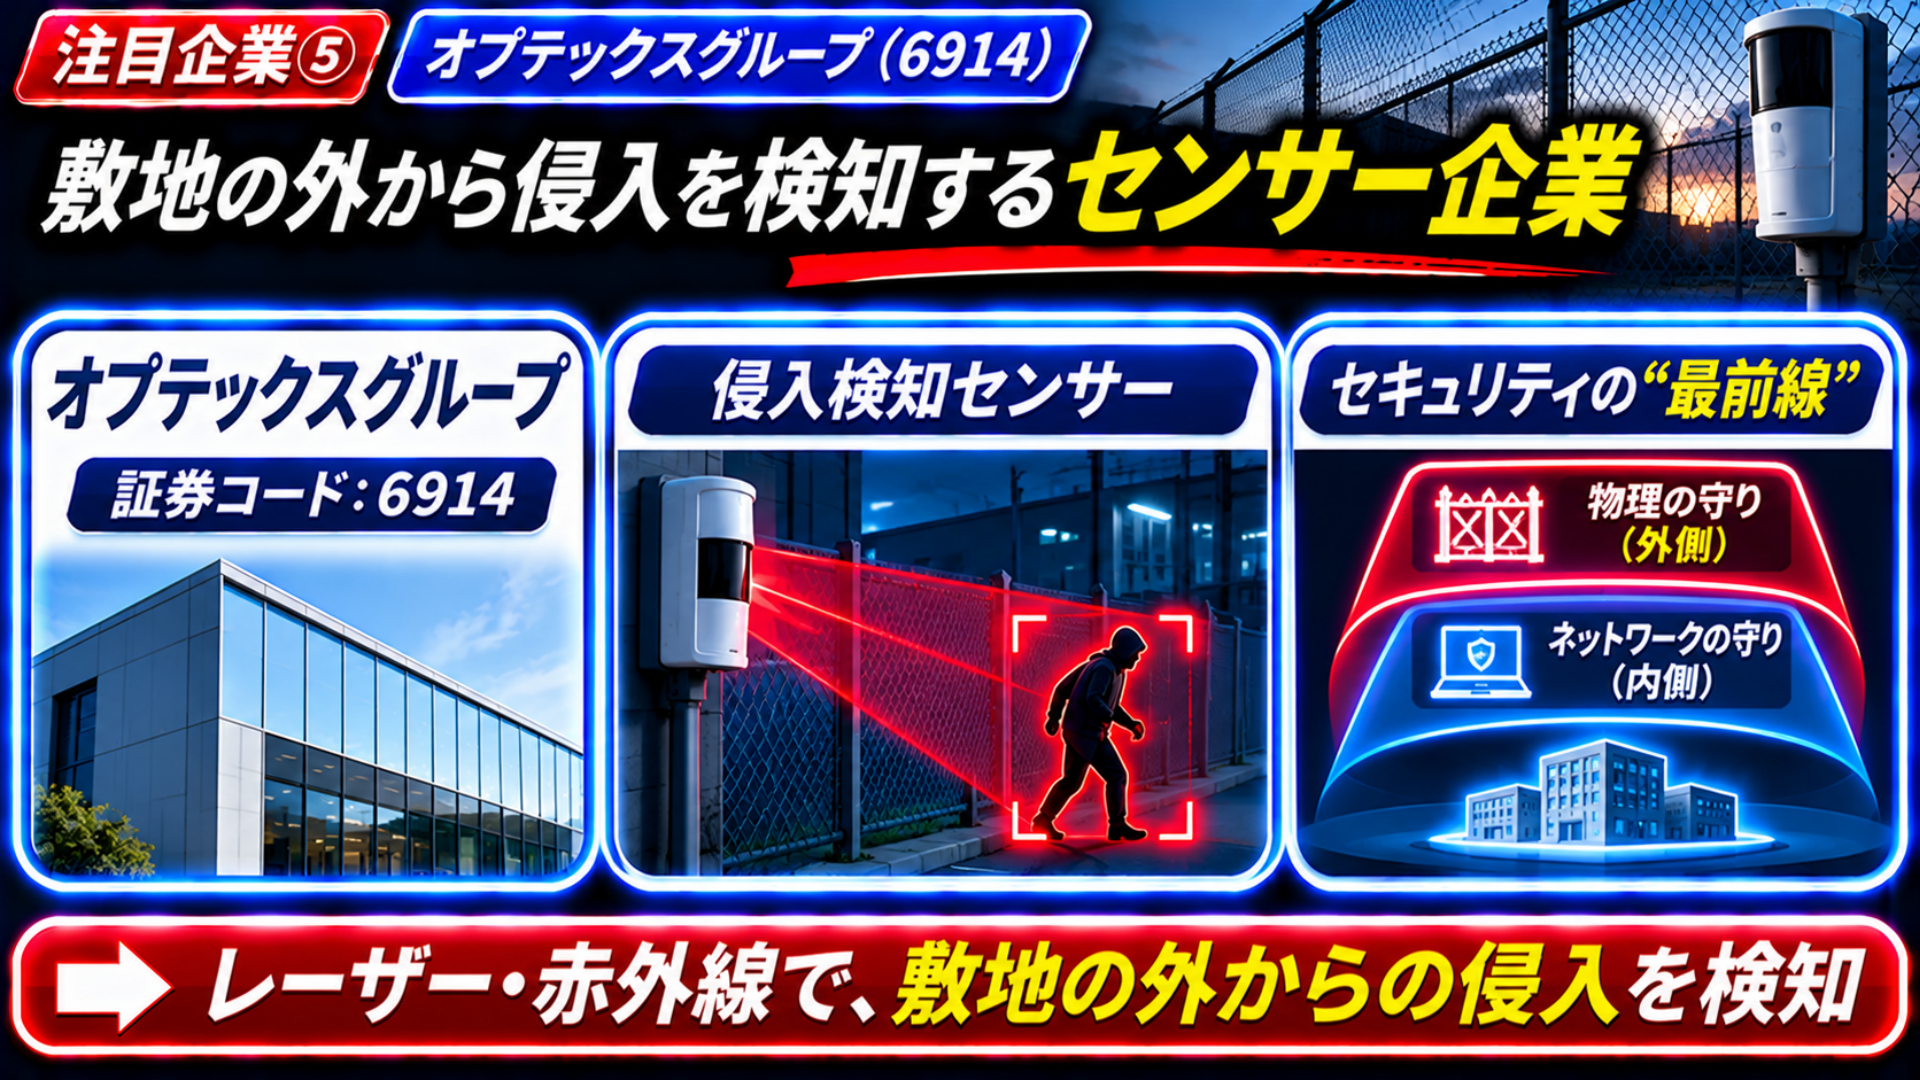 注目企業⑤
オプテックスグループ(6914)
敷地の外から侵入を検知するセンサー企業
オプテックスグループ
証券コード:6914
侵入検知センサー
セキュリティの“最前線”
物理の守り
(外側)
ネットワークの守り
(内側)
レーザー・赤外線で、敷地の外からの侵入を検知